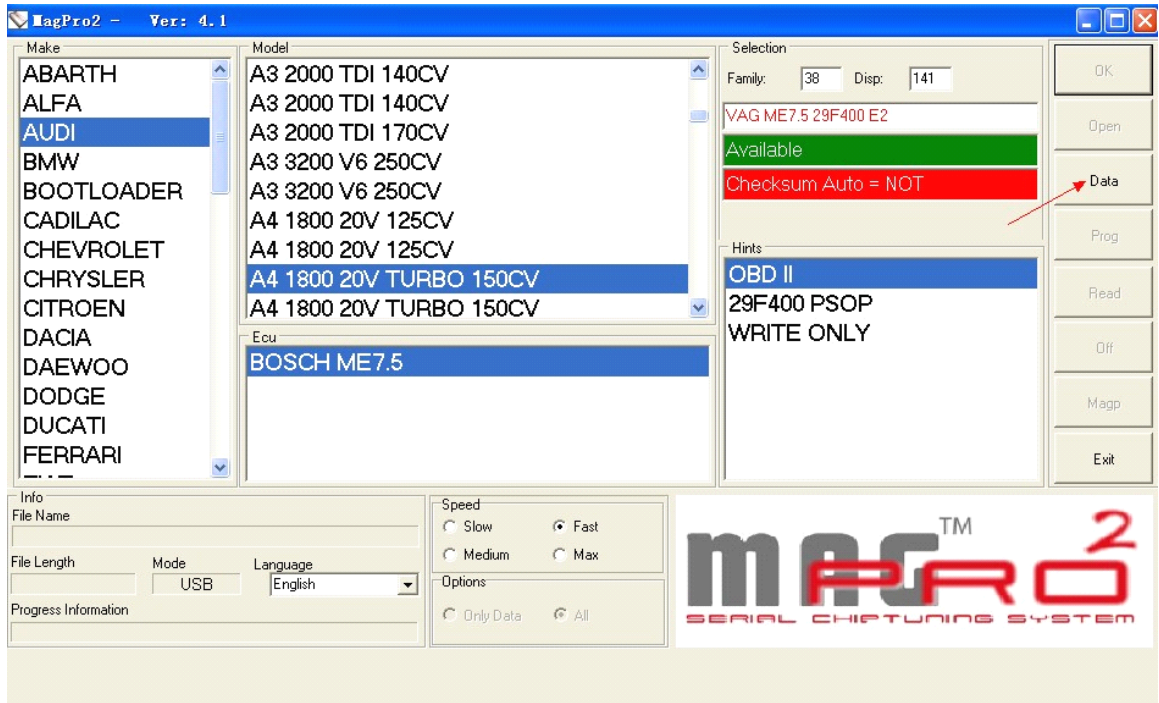 MagPro2 - Ver: 4.1
Make
ABARTH
ALFA
AUDI
BMW
BOOTLOADER
CADILAC
CHEVROLET
CHRYSLER
CITROEN
DACIA
DAEWOO
DODGE
DUCATI
FERRARI
Model
A3 2000 TDI 140CV
A3 2000 TDI 140CV
A3 2000 TDI 170CV
A3 3200 V6 250CV
A3 3200 V6 250CV
A4 1800 20V 125CV
A4 1800 20V 125CV
A4 1800 20V TURBO 150CV
A4 1800 20V TURBO 150CV
Ecu
BOSCH ME7.5
Selection
Family: 38 Disp: 141
VAG ME7.5 29F400 E2
Available
Checksum Auto = NOT
Hints
OBD II
29F400 PSOP
WRITE ONLY
OK
Open
Data
Prog
Read
Off
Magp
Exit
Info
File Name
File Length Mode Language
USB English
Progress Information
Speed
Slow Fast
Medium Max
Options
Only Data All
MAGPRO2 TM
SERIAL CHIPTUNING SYSTEM